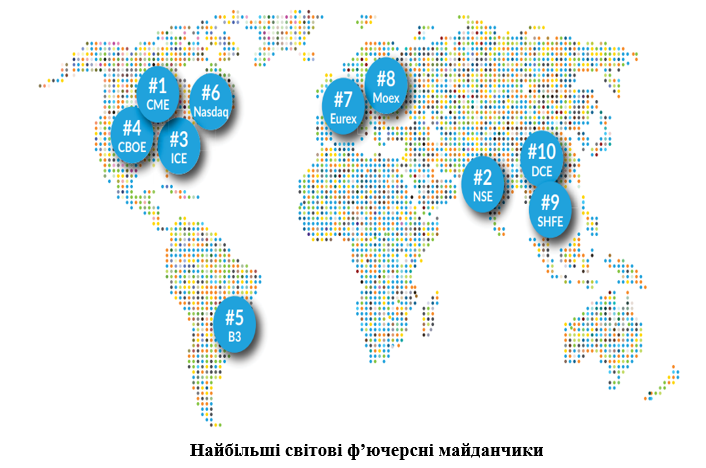 #1
CME
#6
Nasdaq
#4
CBOE
#3
ICE
#7
Eurex
#8
Moex
#2
NSE
#10
DCE
#9
SHFE
#5
B3
Найбільші світові ф’ючерсні майданчики